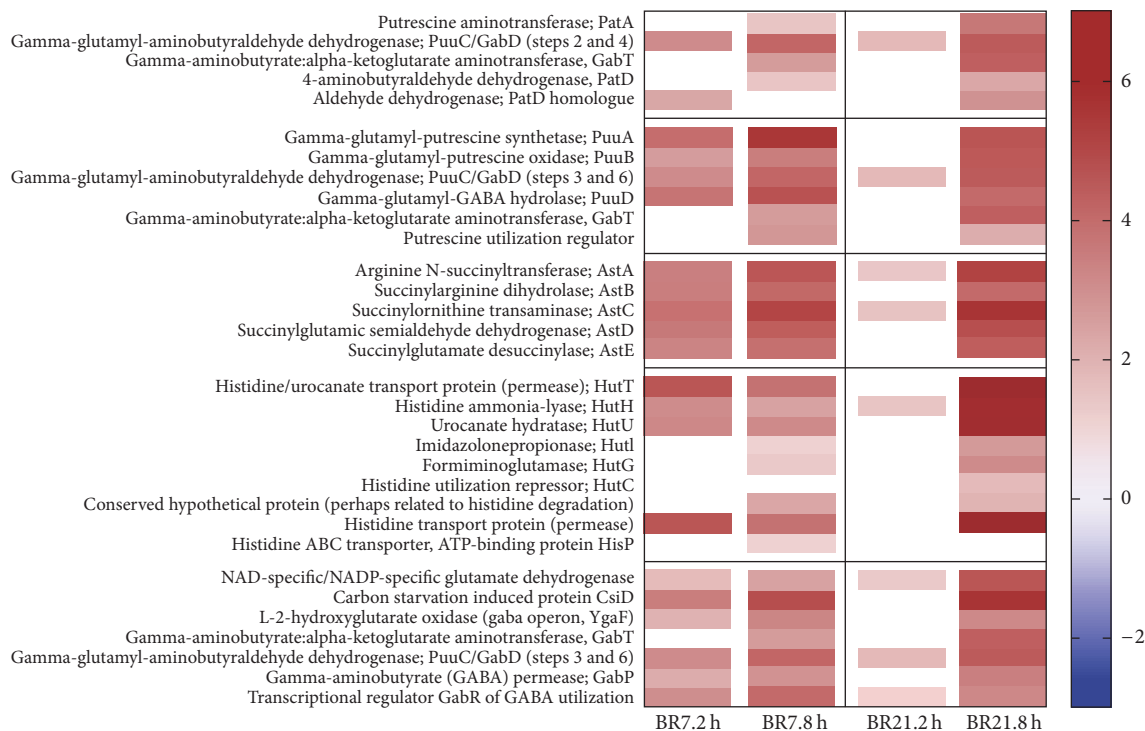 Putrescine aminotransferase; PatA
Gamma-glutamyl-aminobutyraldehyde dehydrogenase; PuuC/GabD (steps 2 and 4)
Gamma-aminobutyrate:alpha-ketoglutarate aminotransferase, GabT
4-aminobutyraldehyde dehydrogenase, PatD
Aldehyde dehydrogenase; PatD homologue
Gamma-glutamyl-putrescine synthetase; PuuA
Gamma-glutamyl-putrescine oxidase; PuuB
Gamma-glutamyl-aminobutyraldehyde dehydrogenase; PuuC/GabD (steps 3 and 6)
Gamma-glutamyl-GABA hydrolase; PuuD
Gamma-aminobutyrate:alpha-ketoglutarate aminotransferase, GabT
Putrescine utilization regulator
Arginine N-succinyltransferase; AstA
Succinylarginine dihydrolase; AstB
Succinylornithine transaminase; AstC
Succinylglutamic semialdehyde dehydrogenase; AstD
Succinylglutamate desuccinylase; AstE
Histidine/urocanate transport protein (permease); HutT
Histidine ammonia-lyase; HutH
Urocanate hydratase; HutU
Imidazolonepropionase; HutI
Formiminoglutamase; HutG
Histidine utilization repressor; HutC
Conserved hypothetical protein (perhaps related to histidine degradation)
Histidine transport protein (permease)
Histidine ABC transporter, ATP-binding protein HisP
NAD-specific/NADP-specific glutamate dehydrogenase
Carbon starvation induced protein CsiD
L-2-hydroxyglutarate oxidase (gaba operon, YgaF)
Gamma-aminobutyrate:alpha-ketoglutarate aminotransferase, GabT
Gamma-glutamyl-aminobutyraldehyde dehydrogenase; PuuC/GabD (steps 3 and 6)
Gamma-aminobutyrate (GABA) permease; GabP
Transcriptional regulator GabR of GABA utilization
BR7.2 h BR7.8 h BR21.2 h BR21.8 h
6
4
2
0
−2